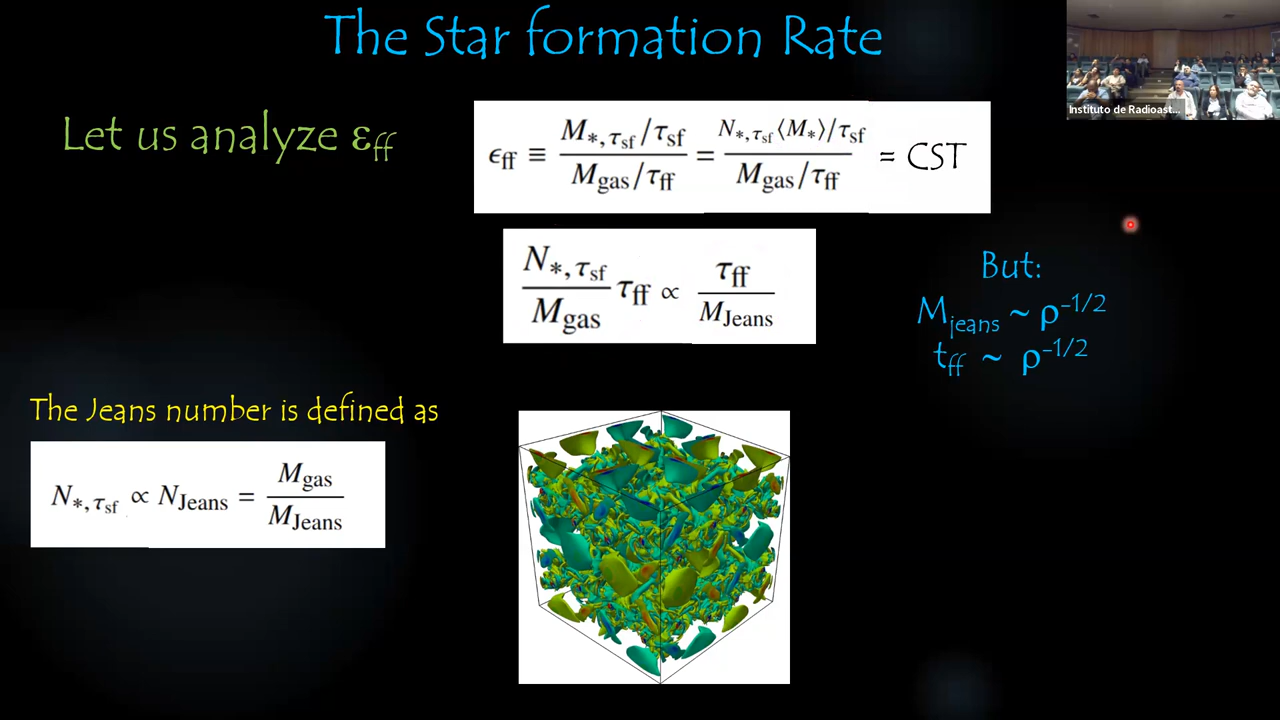 The Star formation Rate
Instituto de Radioast...
Let us analyze εff
ϵff ≡ M*,τsf/τsf / Mgas/τff = N*,τsf⟨M*⟩/τsf / Mgas/τff = CST
N*,τsf / Mgas τff ∝ τff / MJeans
But:
Mjeans ~ ρ-1/2
tff ~ ρ-1/2
The Jeans number is defined as
N*,τsf ∝ NJeans = Mgas / MJeans